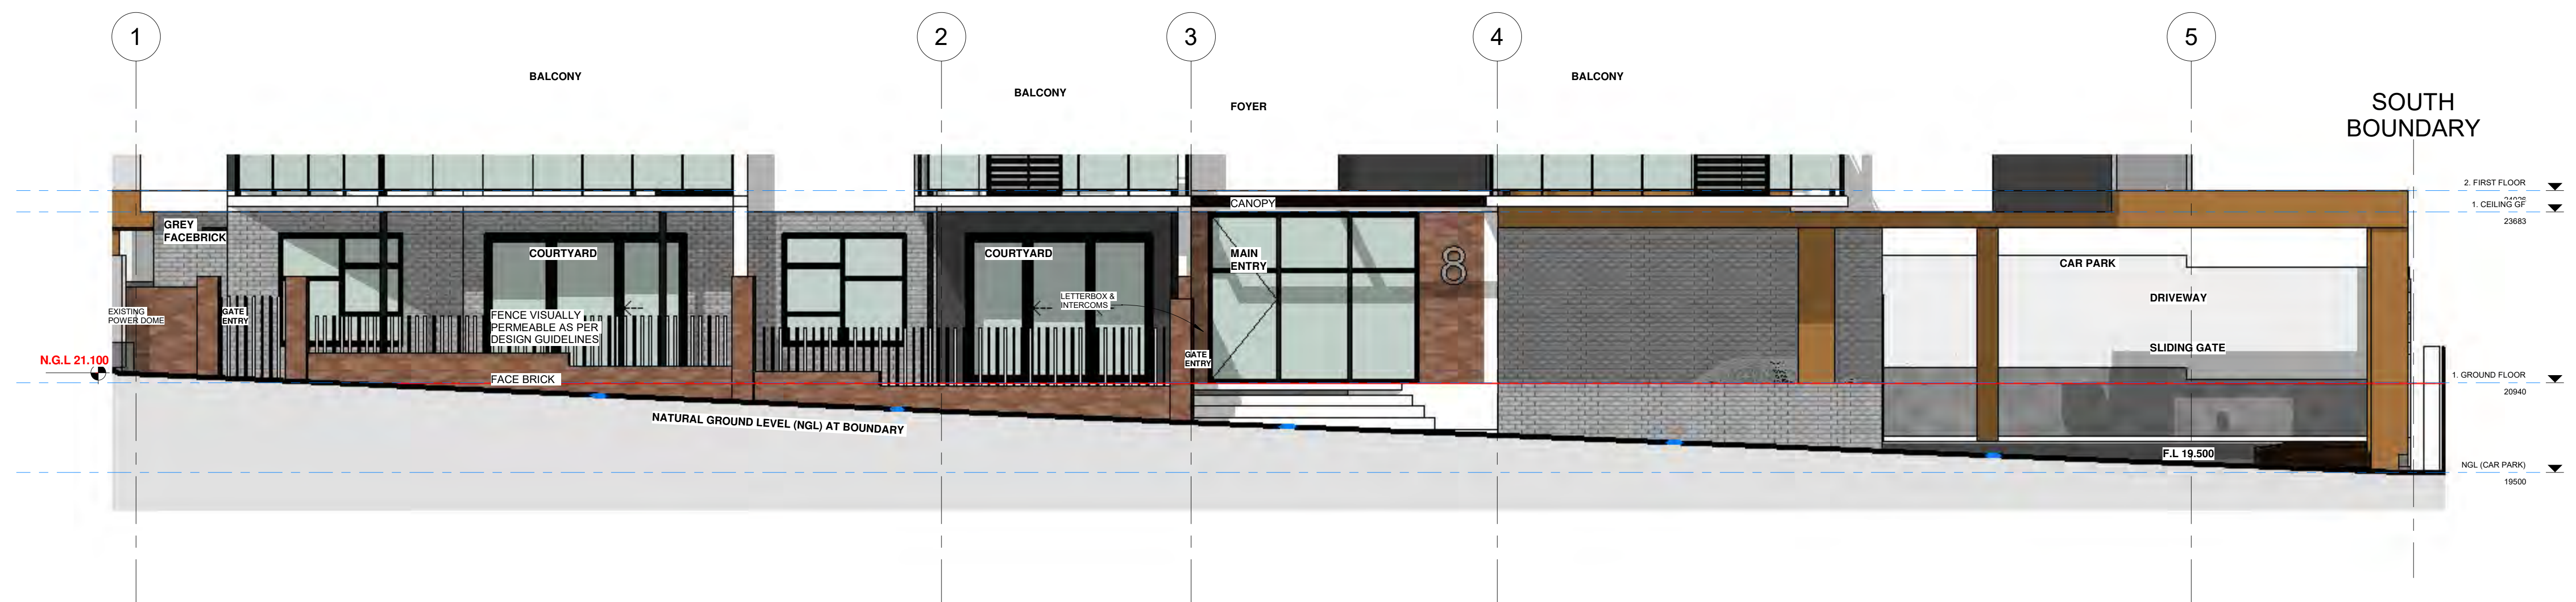 1
2
3
4
5
BALCONY
BALCONY
BALCONY
FOYER
SOUTH
BOUNDARY
2. FIRST FLOOR
1. CEILING GF
23683
CANOPY
GREY
FACEBRICK
COURTYARD
COURTYARD
MAIN
ENTRY
8
CAR PARK
DRIVEWAY
LETTERBOX &
INTERCOMS
EXISTING
POWER DOME
GATE
ENTRY
FENCE VISUALLY
PERMEABLE AS PER
DESIGN GUIDELINES
GATE
ENTRY
SLIDING GATE
N.G.L 21.100
FACE BRICK
1. GROUND FLOOR
20940
NATURAL GROUND LEVEL (NGL) AT BOUNDARY
F.L 19.500
NGL (CAR PARK)
19500